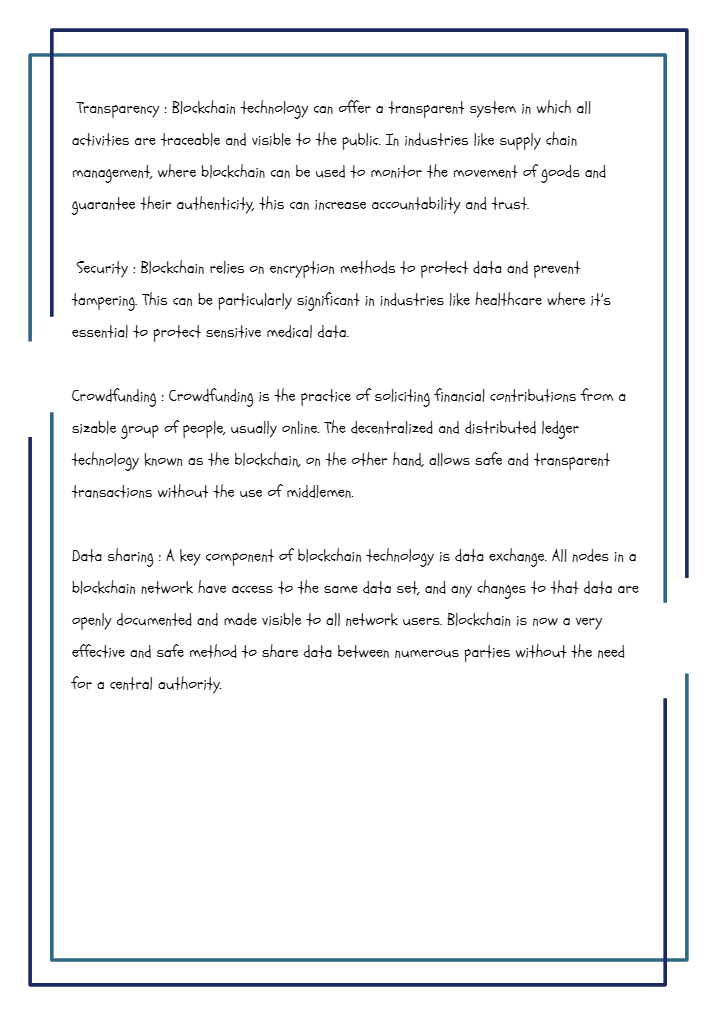 Transparency : Blockchain technology can offer a transparent system in which all
activities are traceable and visible to the public. In industries like supply chain
management, where blockchain can be used to monitor the movement of goods and
guarantee their authenticity, this can increase accountability and trust.
Security : Blockchain relies on encryption methods to protect data and prevent
tampering. This can be particularly significant in industries like healthcare where it's
essential to protect sensitive medical data.
Crowdfunding : Crowdfunding is the practice of soliciting financial contributions from a
sizable group of people, usually online. The decentralized and distributed ledger
technology known as the blockchain, on the other hand, allows safe and transparent
transactions without the use of middlemen.
Data sharing : A key component of blockchain technology is data exchange. All nodes in a
blockchain network have access to the same data set, and any changes to that data are
openly documented and made visible to all network users. Blockchain is now a very
effective and safe method to share data between numerous parties without the need
for a central authority.